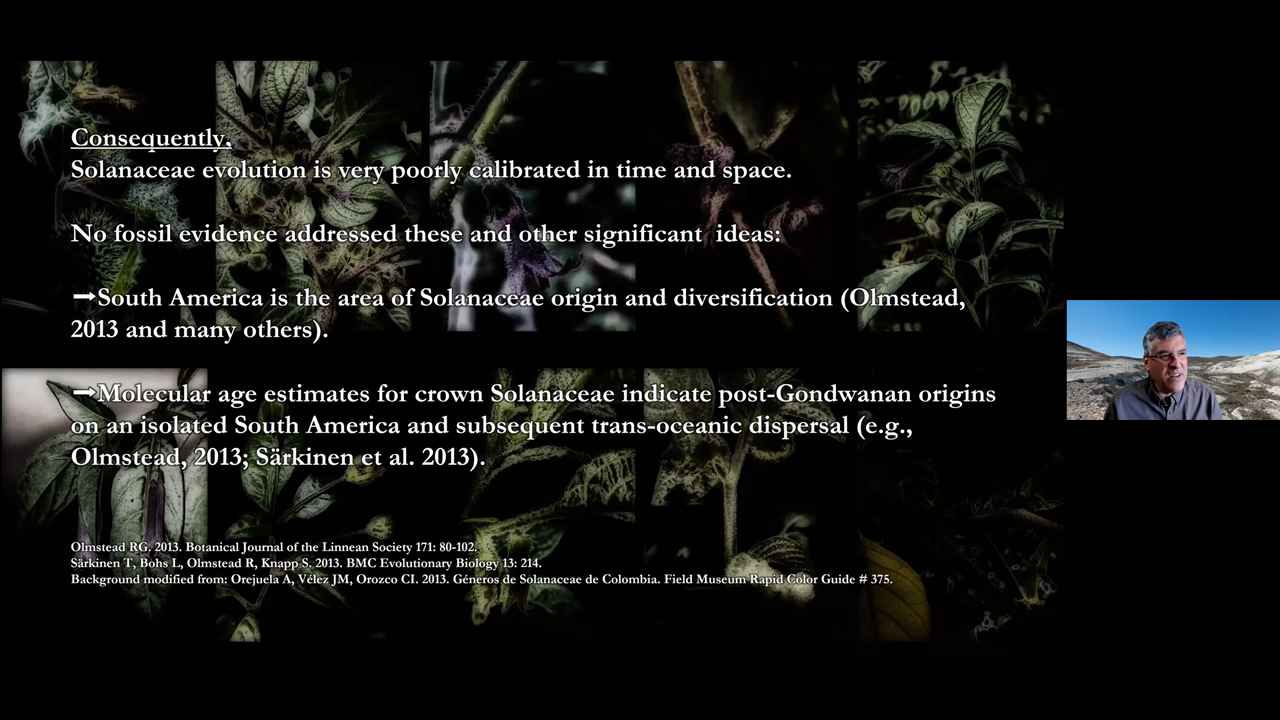 Consequently,
Solanaceae evolution is very poorly calibrated in time and space.
No fossil evidence addressed these and other significant ideas:
→South America is the area of Solanaceae origin and diversification (Olmstead,
2013 and many others).
→Molecular age estimates for crown Solanaceae indicate post-Gondwanan origins
on an isolated South America and subsequent trans-oceanic dispersal (e.g.,
Olmstead, 2013; Särkinen et al. 2013).
Olmstead RG. 2013. Botanical Journal of the Linnean Society 171: 80-102.
Särkinen T, Bohs L, Olmstead R, Knapp S. 2013. BMC Evolutionary Biology 13: 214.
Background modified from: Orejuela A, Vélez JM, Orozco CI. 2013. Géneros de Solanaceae de Colombia. Field Museum Rapid Color Guide # 375.